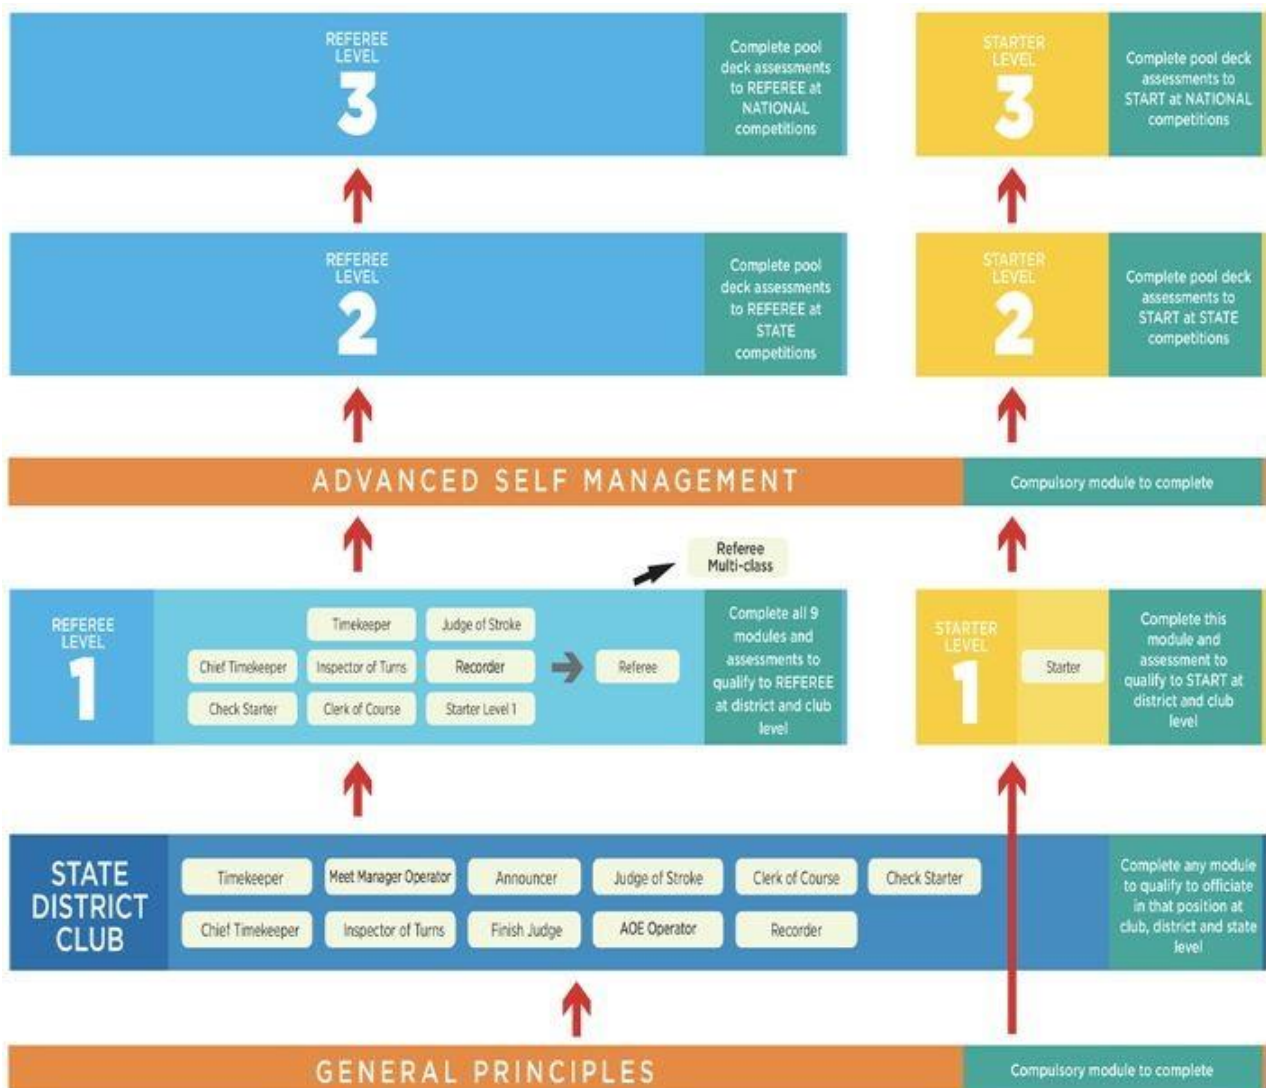 REFEREE
LEVEL
3
Complete pool
deck assessments
to REFEREE at
NATIONAL
competitions
STARTER
LEVEL
3
Complete pool deck
assessments to
START at NATIONAL
competitions
REFEREE
LEVEL
2
Complete pool
deck assessments
to REFEREE at
STATE
competitions
STARTER
LEVEL
2
Complete pool deck
assessments to
START at STATE
competitions
ADVANCED SELF MANAGEMENT
Compulsory module to complete
Referee
Multi-class
REFEREE
LEVEL
1
Timekeeper
Judge of Stroke
Chief Timekeeper
Inspector of Turns
Recorder
Referee
Check Starter
Clerk of Course
Starter Level 1
Complete all 9
modules and
assessments to
qualify to REFEREE
at district and club
level
STARTER
LEVEL
1
Starter
Complete this
module and
assessment to
qualify to START at
district and club
level
STATE
DISTRICT
CLUB
Timekeeper
Meet Manager Operator
Announcer
Judge of Stroke
Clerk of Course
Check Starter
Chief Timekeeper
Inspector of Turns
Finish Judge
AOE Operator
Recorder
Complete any module
to qualify to officiate
in that position at
club, district and state
level
GENERAL PRINCIPLES
Compulsory module to complete